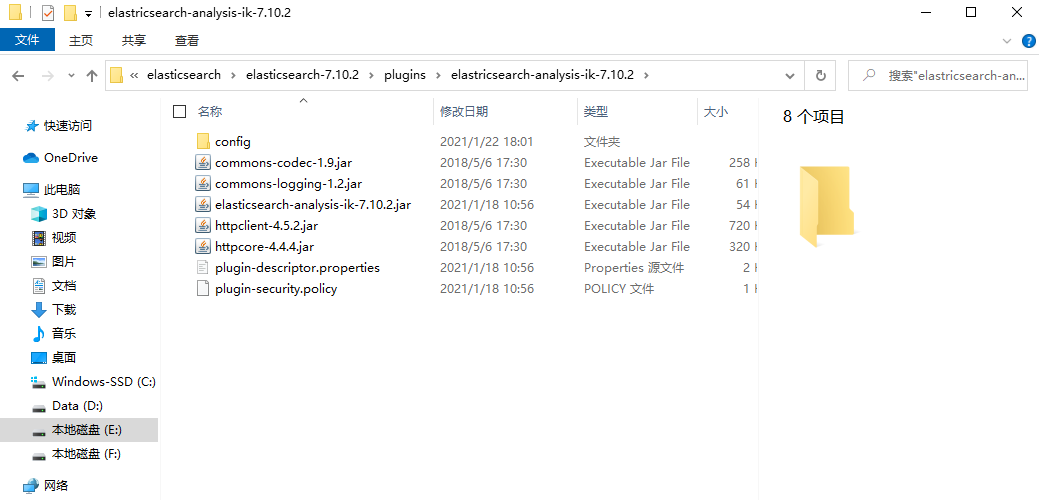 elastricsearch-analysis-ik-7.10.2
文件 主页 共享 查看
« elasticsearch › elasticsearch-7.10.2 › plugins › elastricsearch-analysis-ik-7.10.2 ›
搜索"elastricsearch-an...
快速访问
OneDrive
此电脑
3D 对象
视频
图片
文档
下载
音乐
桌面
Windows-SSD (C:)
Data (D:)
本地磁盘 (E:)
本地磁盘 (F:)
网络
名称 修改日期 类型 大小
config 2021/1/22 18:01 文件夹
commons-codec-1.9.jar 2018/5/6 17:30 Executable Jar File 258
commons-logging-1.2.jar 2018/5/6 17:30 Executable Jar File 61
elasticsearch-analysis-ik-7.10.2.jar 2021/1/18 10:56 Executable Jar File 54
httpclient-4.5.2.jar 2018/5/6 17:30 Executable Jar File 720
httpcore-4.4.4.jar 2018/5/6 17:30 Executable Jar File 320
plugin-descriptor.properties 2021/1/18 10:56 Properties 源文件 2
plugin-security.policy 2021/1/18 10:56 POLICY 文件 1
8 个项目